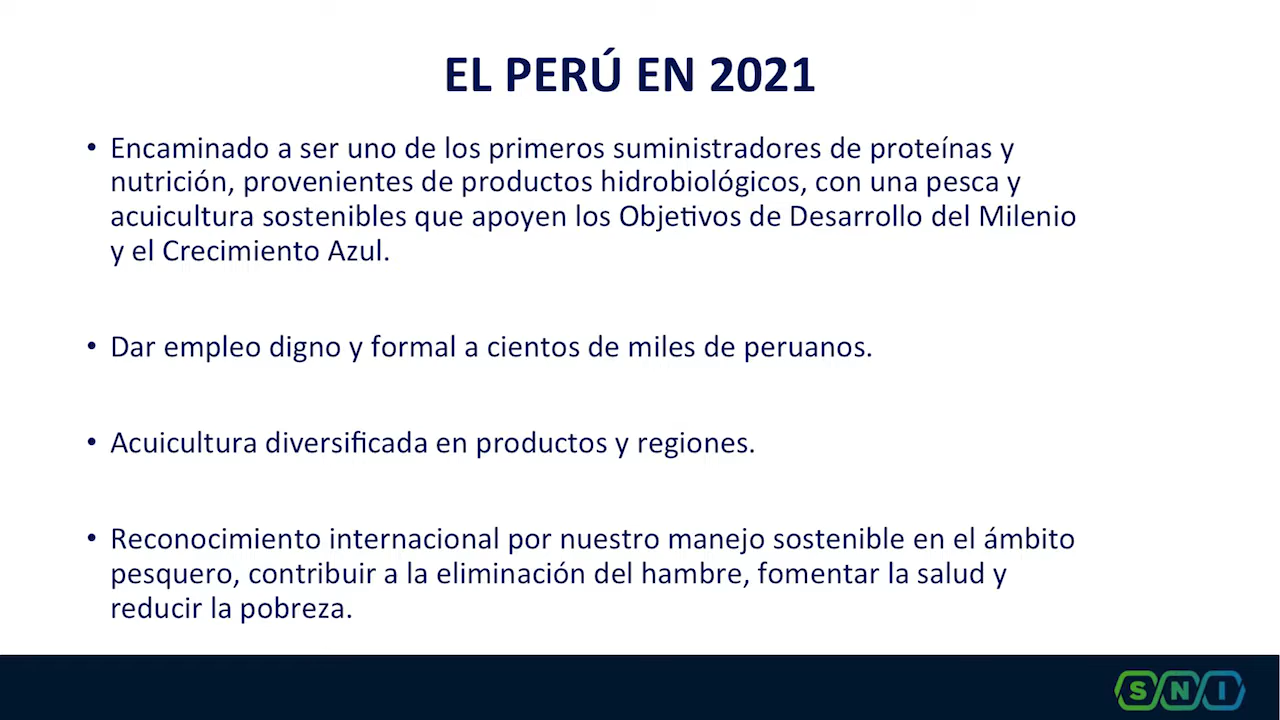 EL PERÚ EN 2021
• Encaminado a ser uno de los primeros suministradores de proteínas y
nutrición, provenientes de productos hidrobiológicos, con una pesca y
acuicultura sostenibles que apoyen los Objetivos de Desarrollo del Milenio
y el Crecimiento Azul.
• Dar empleo digno y formal a cientos de miles de peruanos.
• Acuicultura diversificada en productos y regiones.
• Reconocimiento internacional por nuestro manejo sostenible en el ámbito
pesquero, contribuir a la eliminación del hambre, fomentar la salud y
reducir la pobreza.
SNI